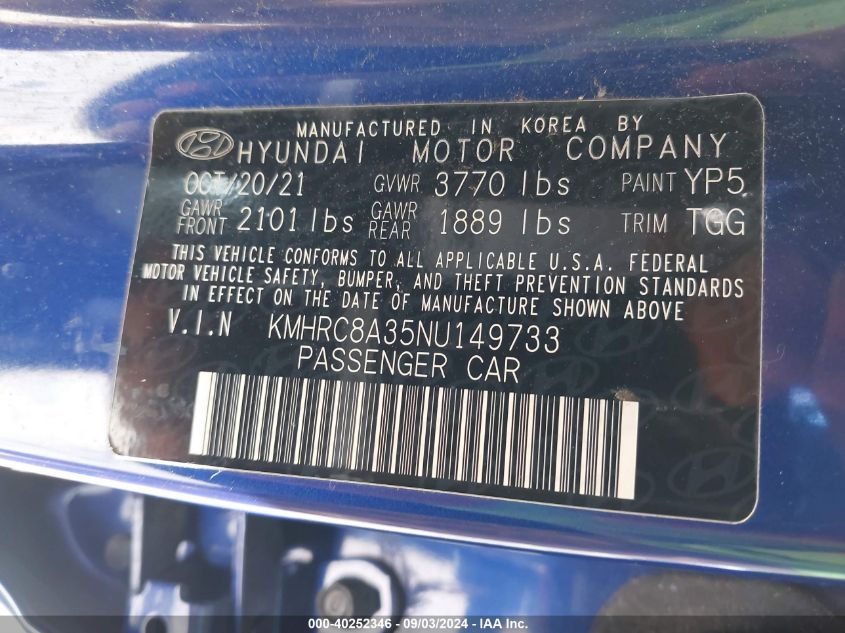 MANUFACTURED IN KOREA BY
HYUNDAI MOTOR COMPANY
OCT/20/21 GVWR 3770 lbs PAINT YP5
GAWR FRONT 2101 lbs GAWR REAR 1889 lbs TRIM TGG
THIS VEHICLE CONFORMS TO ALL APPLICABLE U.S.A. FEDERAL
MOTOR VEHICLE SAFETY, BUMPER, AND THEFT PREVENTION STANDARDS
IN EFFECT ON THE DATE OF MANUFACTURE SHOWN ABOVE
V.I.N KMHRC8A35NU149733
PASSENGER CAR
000-40252346 - 09/03/2024 - IAA Inc.